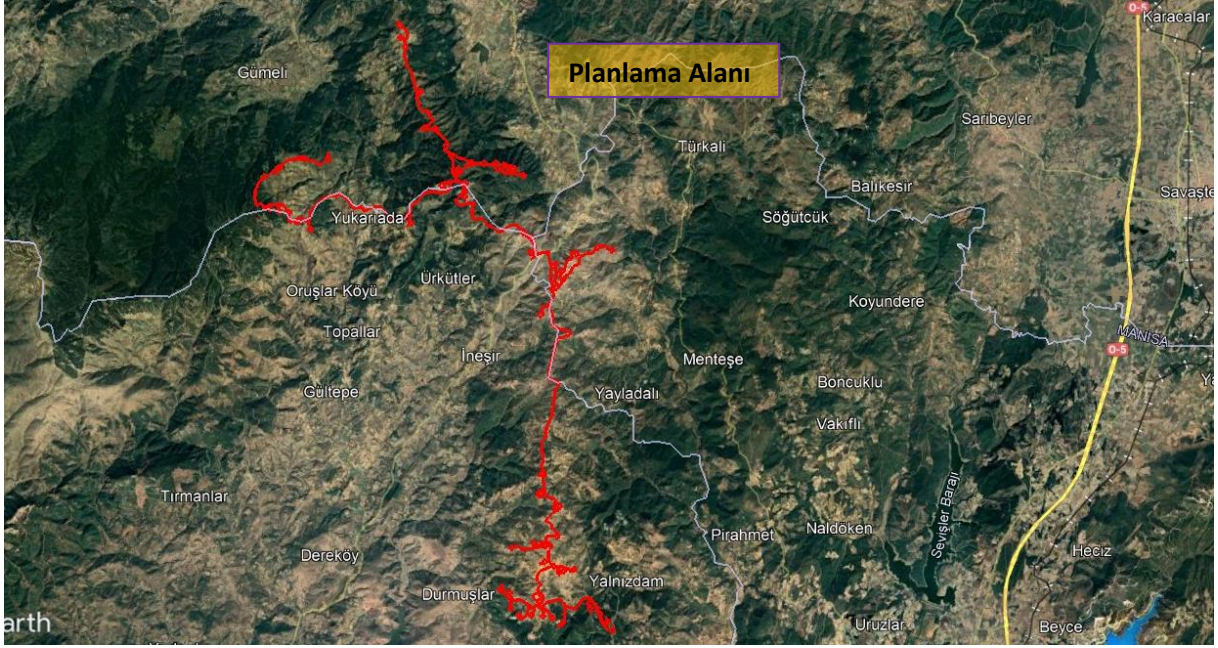 O-5
Karacalar
Gümeli
Planlama Alanı
Sarıbeyler
Türkali
Balıkesir
Savaşte
Yukarıada
Söğütcük
Ürkütler
Oruşlar Köyü
Koyundere
Topallar
MANİSA
O-5
İneşir
Menteşe
Boncuklu
Gültepe
Yayladalı
Vakıflı
Tırmanlar
Sevişler Barajı
Pirahmet
Naldöken
Dereköy
Heciz
Yalnızdam
Durmuşlar
arth
Uruzlar
Beyce